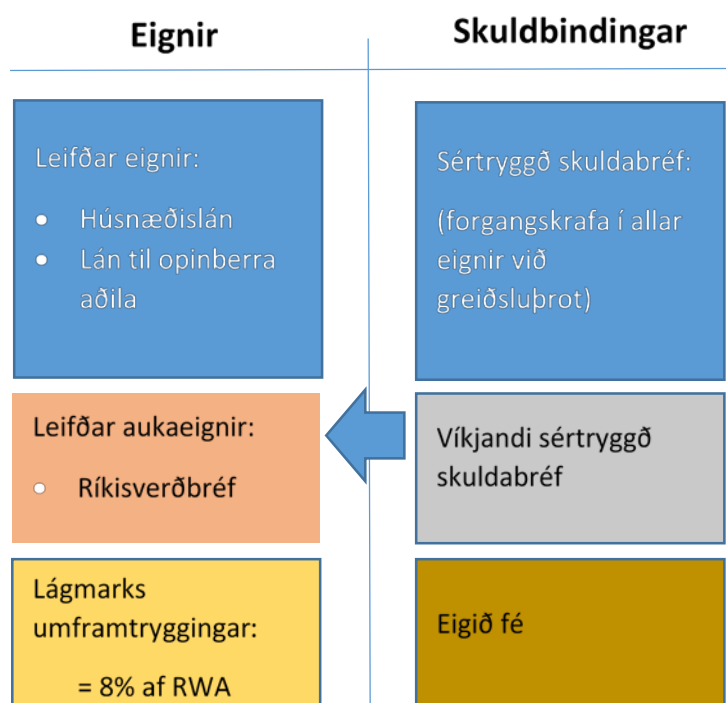 Eignir
Skuldbindingar
Leifðar eignir:
Húsnæðislán
Lán til opinberra
aðila
Sértryggð skuldabréf:
(forgangskrafa í allar
eignir við
greiðsluþrot)
Leifðar aukaeignir:
Ríkisverðbréf
Víkjandi sértryggð
skuldabréf
Lágmarks
umframtryggingar:
= 8% af RWA
Eigið fé